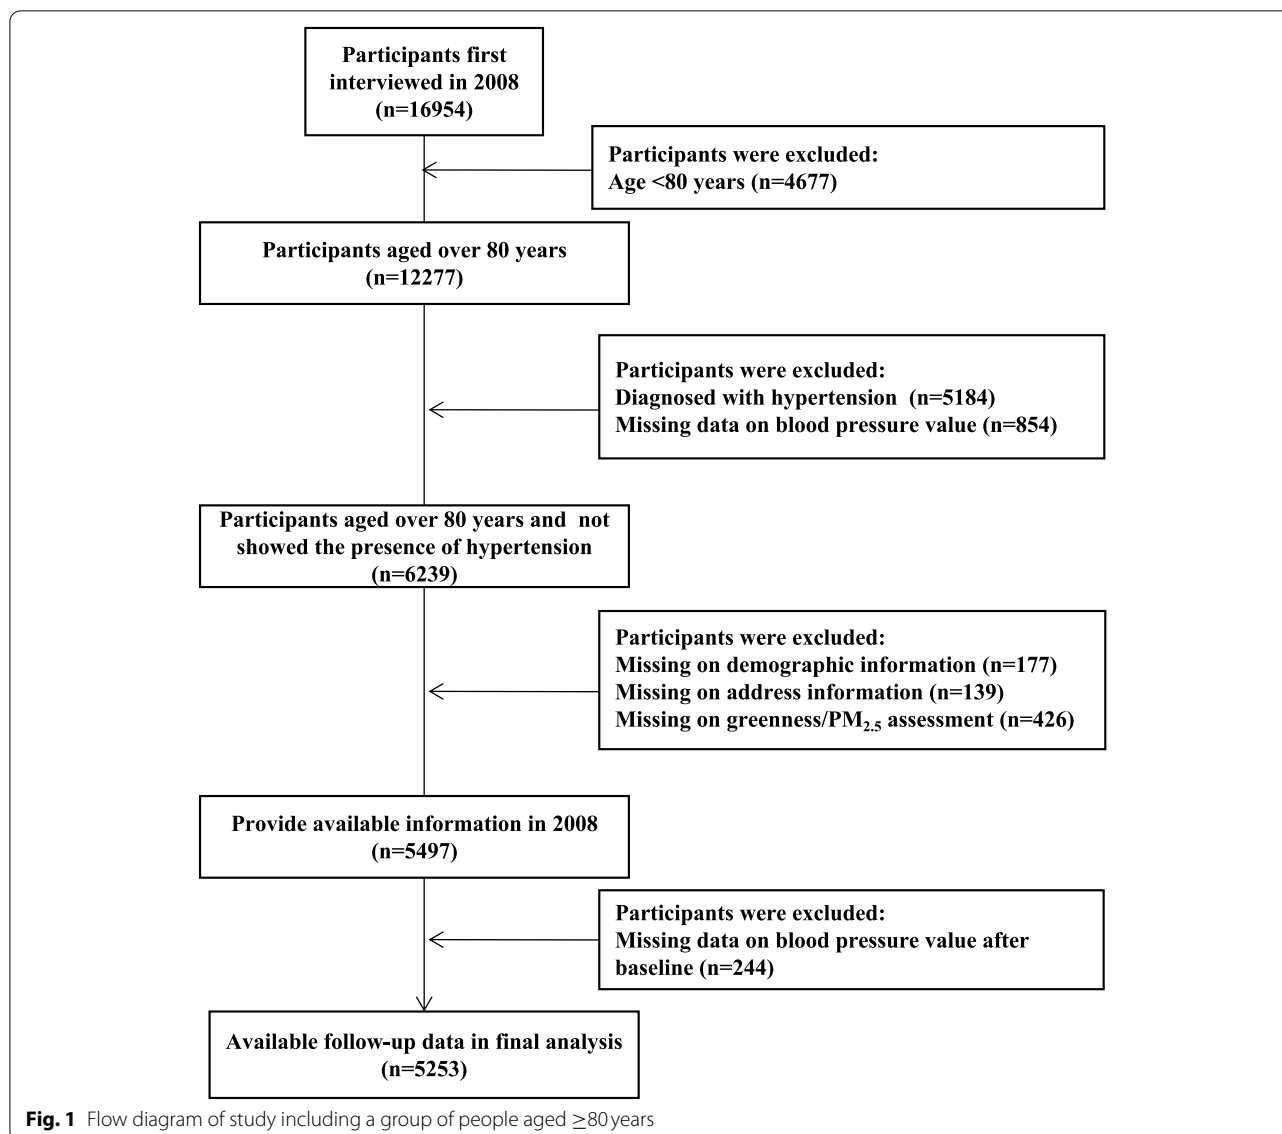 Participants first
interviewed in 2008
(n=16954)
Participants were excluded:
Age <80 years (n=4677)
Participants aged over 80 years
(n=12277)
Participants were excluded:
Diagnosed with hypertension (n=5184)
Missing data on blood pressure value (n=854)
Participants aged over 80 years and not
showed the presence of hypertension
(n=6239)
Participants were excluded:
Missing on demographic information (n=177)
Missing on address information (n=139)
Missing on greenness/PM2.5 assessment (n=426)
Provide available information in 2008
(n=5497)
Participants were excluded:
Missing data on blood pressure value after
baseline (n=244)
Available follow-up data in final analysis
(n=5253)
Fig. 1 Flow diagram of study including a group of people aged ≥80 years